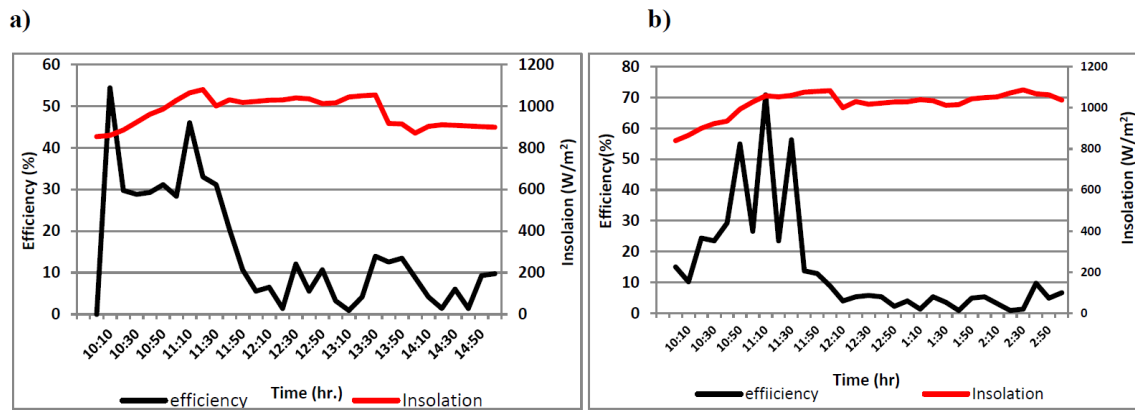 a)
60
50
40
30
20
10
0
Efficiency (%)
1200
1000
800
600
400
200
0
Insolaion (W/m²)
10:10 10:30 10:50 11:10 11:30 11:50 12:10 12:30 12:50 13:10 13:30 13:50 14:10 14:30 14:50
Time (hr.)
efficiency Insolation
b)
80
70
60
50
40
30
20
10
0
Efficiency(%)
1200
1000
800
600
400
200
0
Insolation (W/m²)
10:10 10:30 10:50 11:10 11:30 11:50 12:10 12:30 12:50 1:10 1:30 1:50 2:10 2:30 2:50
Time (hr)
effiiciency Insolation